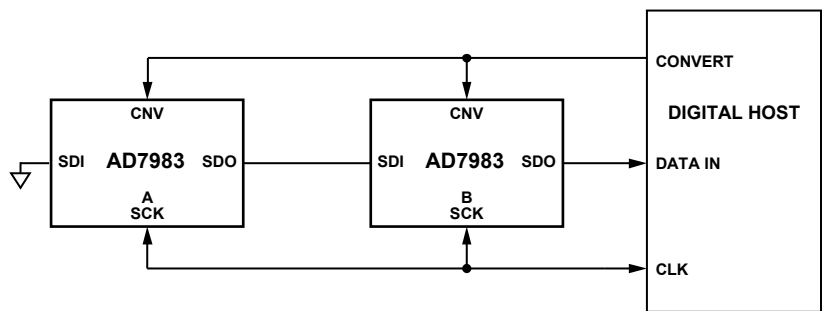 CONVERT
CNV
CNV
DIGITAL HOST
SDI AD7983 SDO
SDI AD7983 SDO
DATA IN
A
SCK
B
SCK
CLK